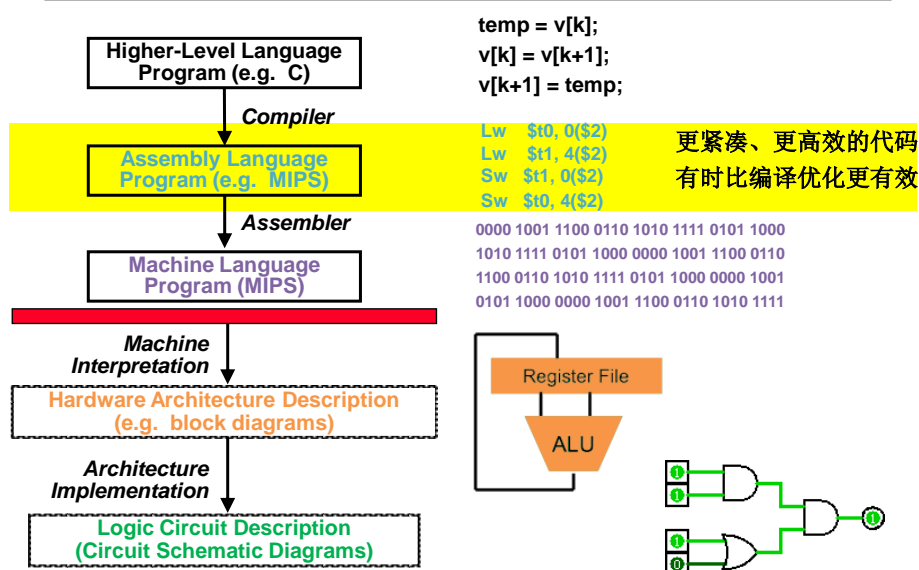 Higher-Level Language
Program (e.g. C)
temp = v[k];
v[k] = v[k+1];
v[k+1] = temp;
Compiler
Assembly Language
Program (e.g. MIPS)
Lw $t0, 0($2)
Lw $t1, 4($2)
Sw $t1, 0($2)
Sw $t0, 4($2)
更紧凑、更高效的代码
有时比编译优化更有效
Assembler
Machine Language
Program (MIPS)
0000 1001 1100 0110 1010 1111 0101 1000
1010 1111 0101 1000 0000 1001 1100 0110
1100 0110 1010 1111 0101 1000 0000 1001
0101 1000 0000 1001 1100 0110 1010 1111
Machine
Interpretation
Hardware Architecture Description
(e.g. block diagrams)
Register File
ALU
Architecture
Implementation
Logic Circuit Description
(Circuit Schematic Diagrams)
1
1
1
0
1